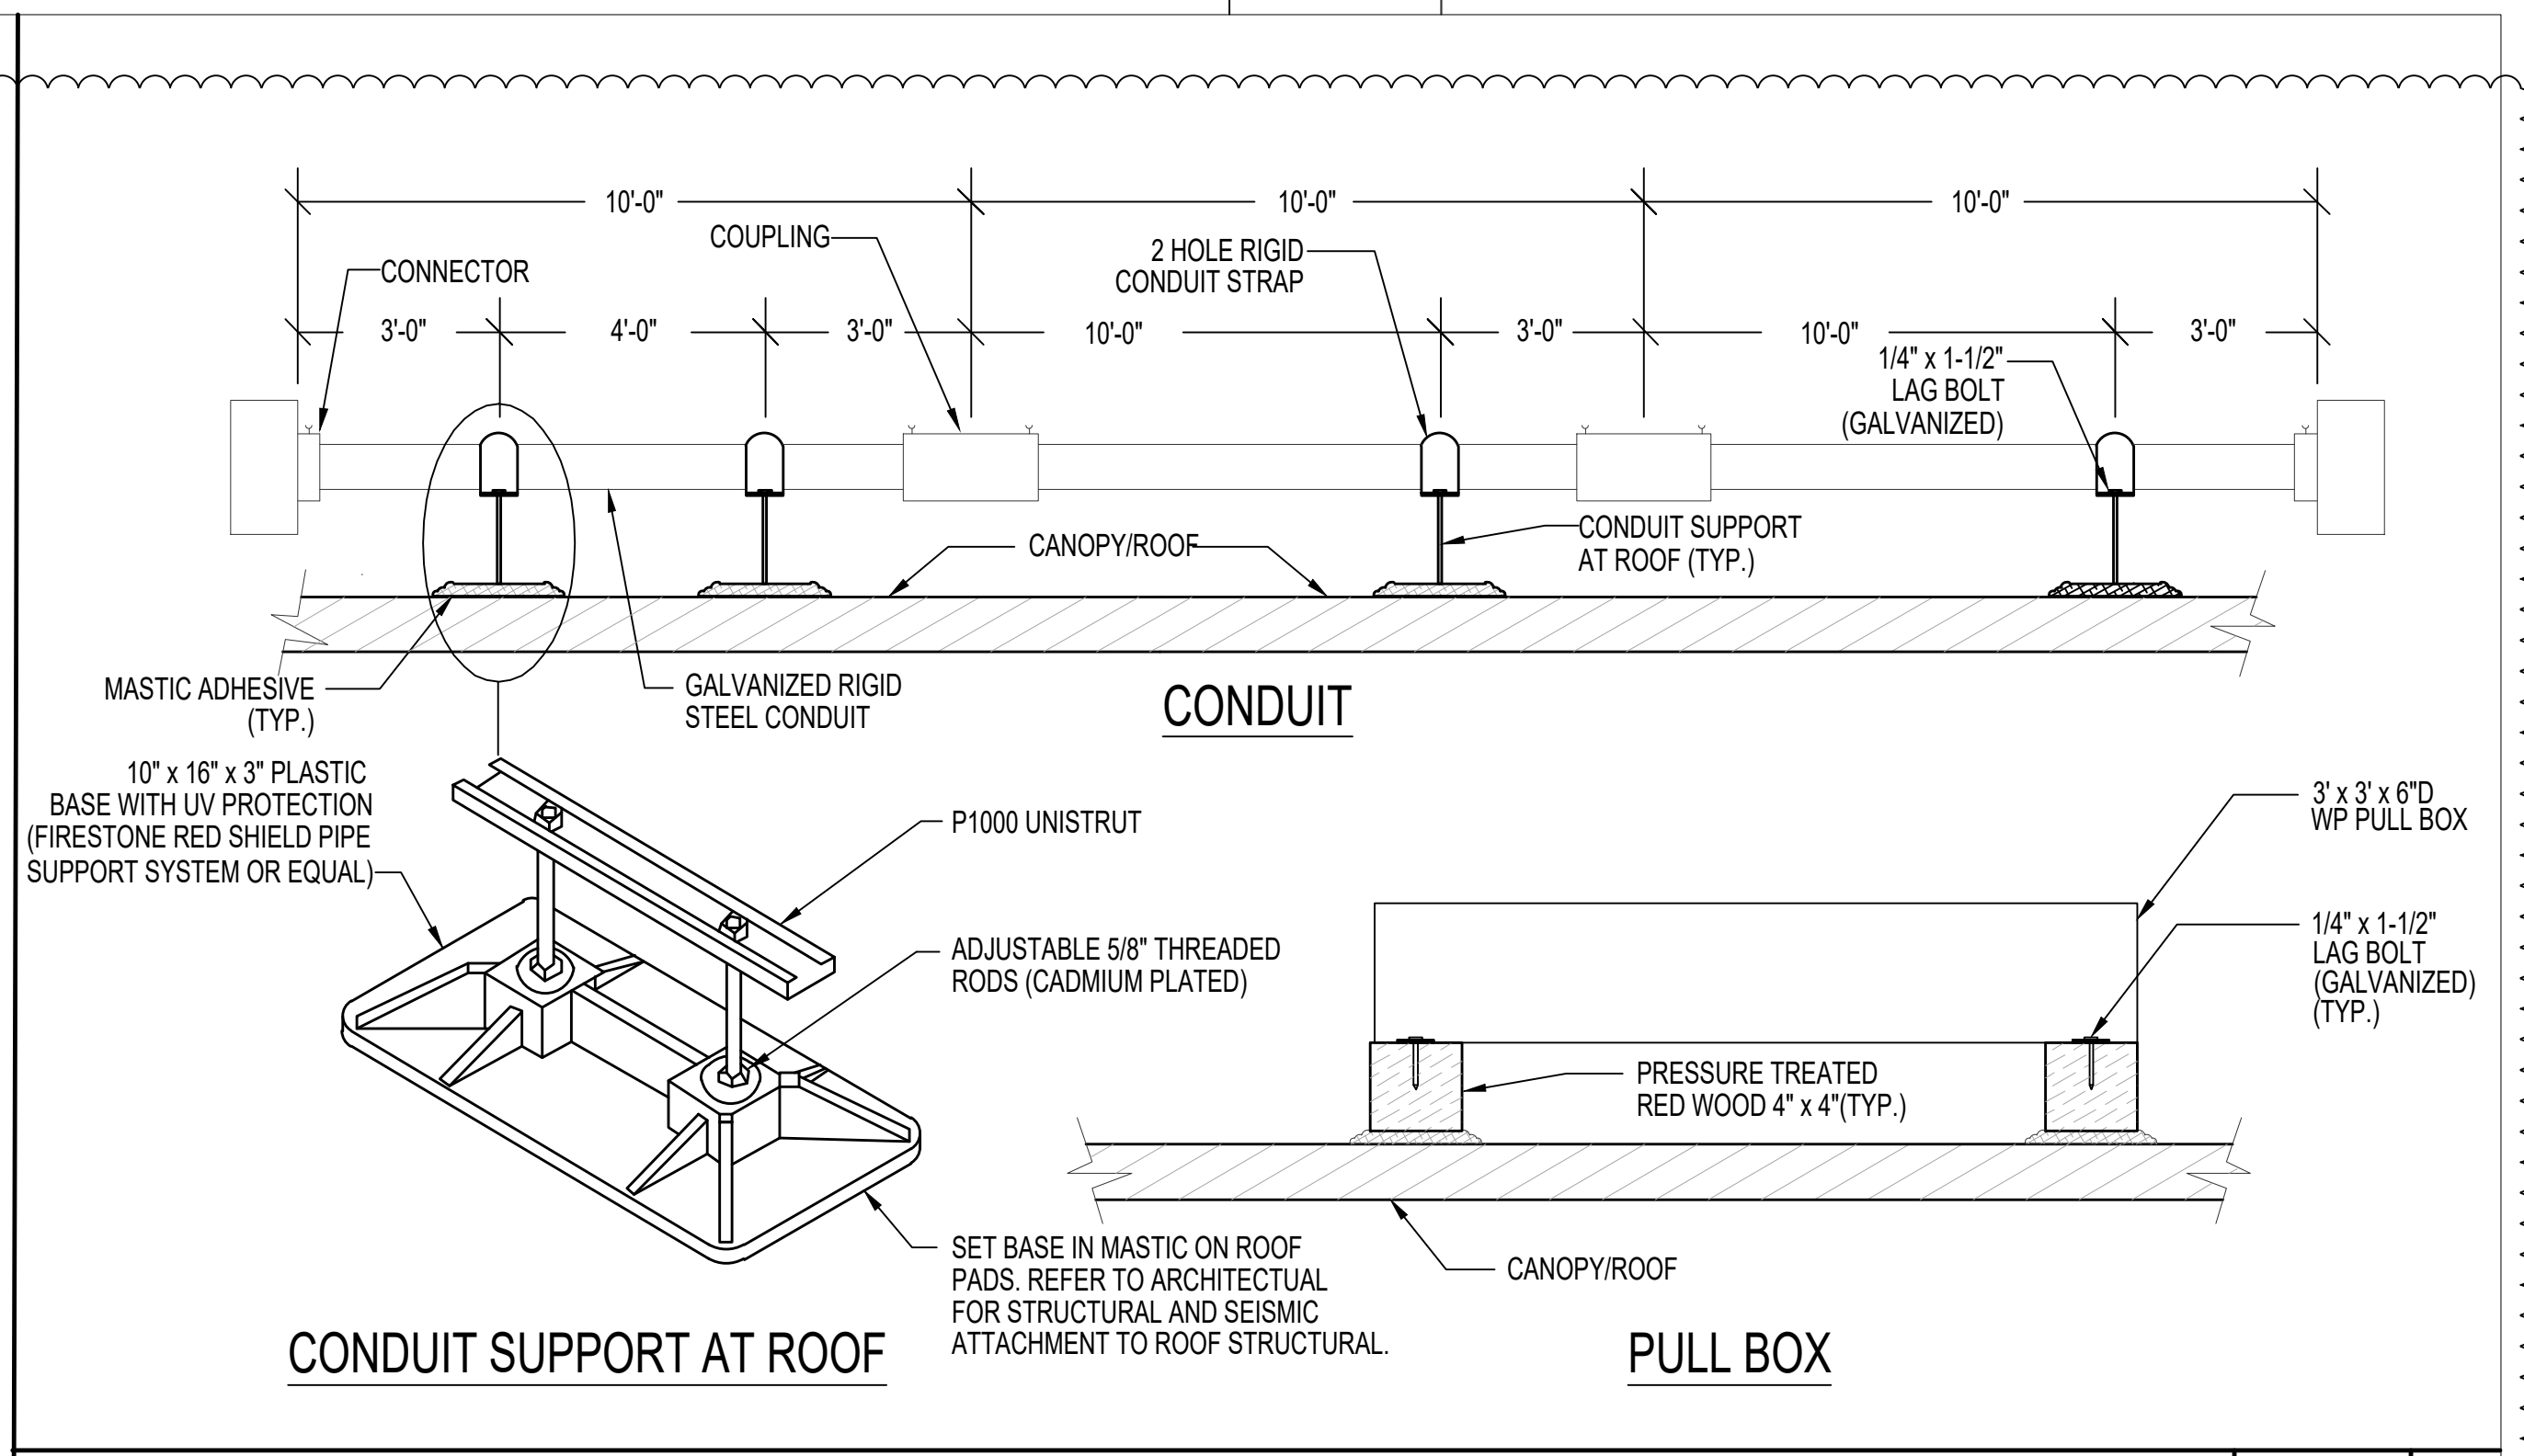 10'-0"
10'-0"
10'-0"
COUPLING
2 HOLE RIGID
CONDUIT STRAP
CONNECTOR
3'-0"
4'-0"
3'-0"
10'-0"
3'-0"
10'-0"
3'-0"
1/4" x 1-1/2"
LAG BOLT
(GALVANIZED)
CONDUIT SUPPORT
AT ROOF (TYP.)
CANOPY/ROOF
MASTIC ADHESIVE
(TYP.)
GALVANIZED RIGID
STEEL CONDUIT
CONDUIT
10" x 16" x 3" PLASTIC
BASE WITH UV PROTECTION
(FIRESTONE RED SHIELD PIPE
SUPPORT SYSTEM OR EQUAL)
P1000 UNISTRUT
ADJUSTABLE 5/8" THREADED
RODS (CADMIUM PLATED)
SET BASE IN MASTIC ON ROOF
PADS. REFER TO ARCHITECTUAL
FOR STRUCTURAL AND SEISMIC
ATTACHMENT TO ROOF STRUCTURAL.
CONDUIT SUPPORT AT ROOF
3' x 3' x 6"D
WP PULL BOX
1/4" x 1-1/2"
LAG BOLT
(GALVANIZED)
(TYP.)
PRESSURE TREATED
RED WOOD 4" x 4"(TYP.)
CANOPY/ROOF
PULL BOX